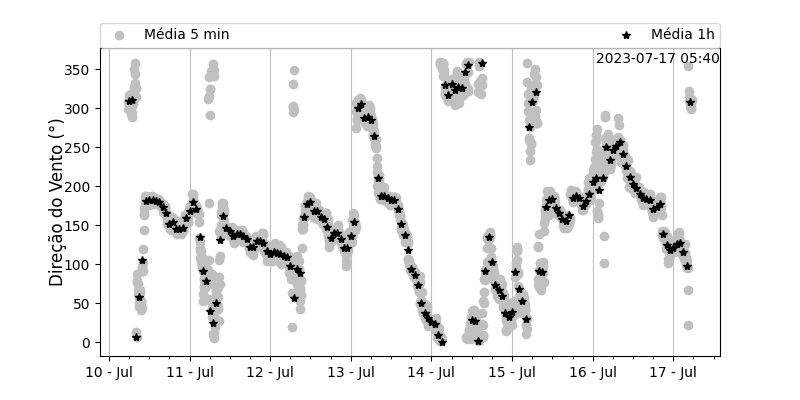 Média 5 min
Média 1h
2023-07-17 05:40
Direção do Vento (°)
350
300
250
200
150
100
50
0
10 - Jul
11 - Jul
12 - Jul
13 - Jul
14 - Jul
15 - Jul
16 - Jul
17 - Jul